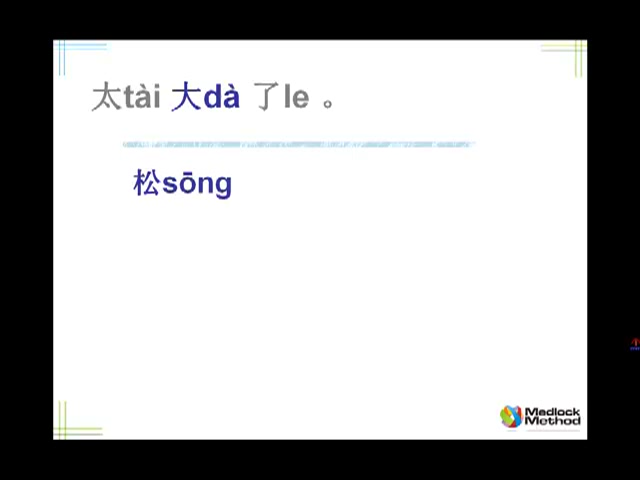 太tài 大dà 了le 。
松sōng
Medlock
Method